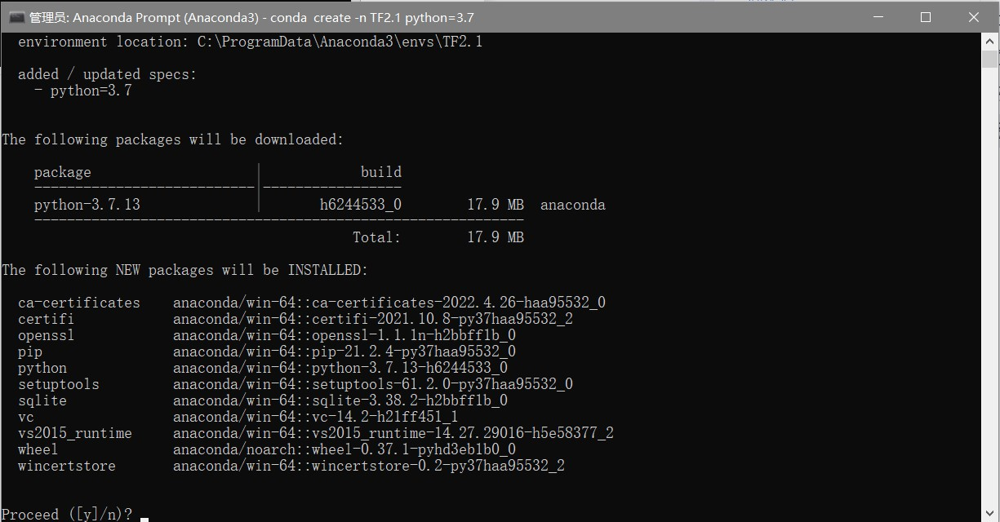 管理员: Anaconda Prompt (Anaconda3) - conda  create -n TF2.1 python=3.7
environment location: C:\ProgramData\Anaconda3\envs\TF2.1
added / updated specs:
- python=3.7
The following packages will be downloaded:
package | build
---------------------------|-----------------
python-3.7.13 | h6244533_0 17.9 MB anaconda
------------------------------------------------------------
Total: 17.9 MB
The following NEW packages will be INSTALLED:
ca-certificates anaconda/win-64::ca-certificates-2022.4.26-haa95532_0
certifi anaconda/win-64::certifi-2021.10.8-py37haa95532_2
openssl anaconda/win-64::openssl-1.1.1n-h2bbff1b_0
pip anaconda/win-64::pip-21.2.4-py37haa95532_0
python anaconda/win-64::python-3.7.13-h6244533_0
setuptools anaconda/win-64::setuptools-61.2.0-py37haa95532_0
sqlite anaconda/win-64::sqlite-3.38.2-h2bbff1b_0
vc anaconda/win-64::vc-14.2-h21ff451_1
vs2015_runtime anaconda/win-64::vs2015_runtime-14.27.29016-h5e58377_2
wheel anaconda/noarch::wheel-0.37.1-pyhd3eb1b0_0
wincertstore anaconda/win-64::wincertstore-0.2-py37haa95532_2
Proceed ([y]/n)?